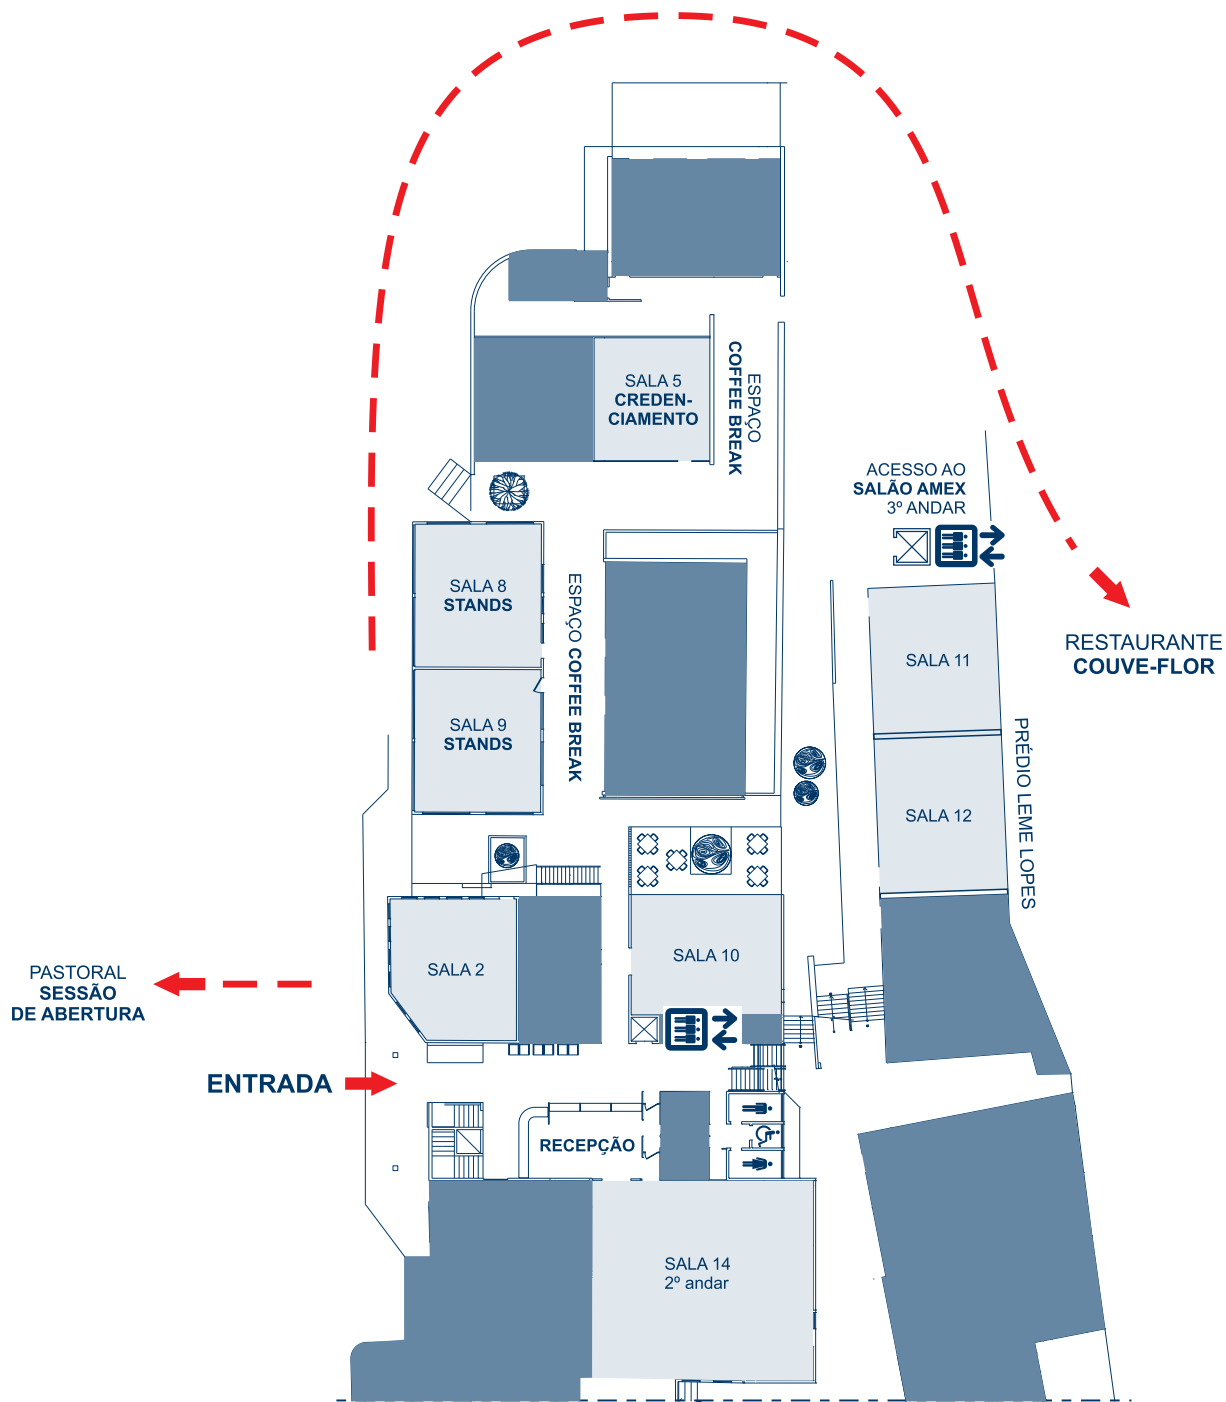 SALA 5
CREDEN-
CIAMENTO
ESPAÇO
COFFEE BREAK
ACESSO AO
SALÃO AMEX
3º ANDAR
SALA 8
STANDS
ESPAÇO COFFEE BREAK
SALA 9
STANDS
RESTAURANTE
COUVE-FLOR
SALA 11
SALA 12
PRÉDIO LEME LOPES
SALA 2
SALA 10
PASTORAL
SESSÃO
DE ABERTURA
ENTRADA
RECEPÇÃO
SALA 14
2º andar